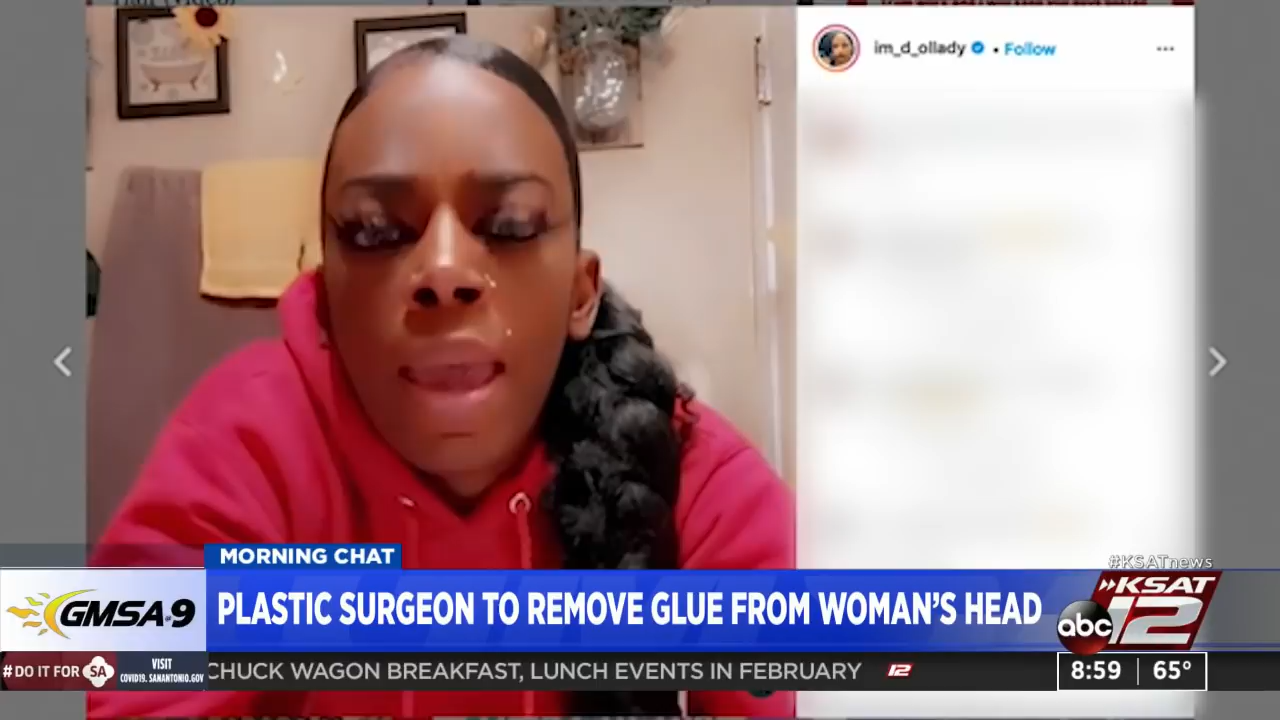 im_d_ollady • Follow
#KSATnews
MORNING CHAT
GMSA@9
PLASTIC SURGEON TO REMOVE GLUE FROM WOMAN'S HEAD
KSAT
abc 12
#DO IT FOR SA
VISIT
COVID19.SANANTONIO.GOV
CHUCK WAGON BREAKFAST, LUNCH EVENTS IN FEBRUARY 12
8:59 65°